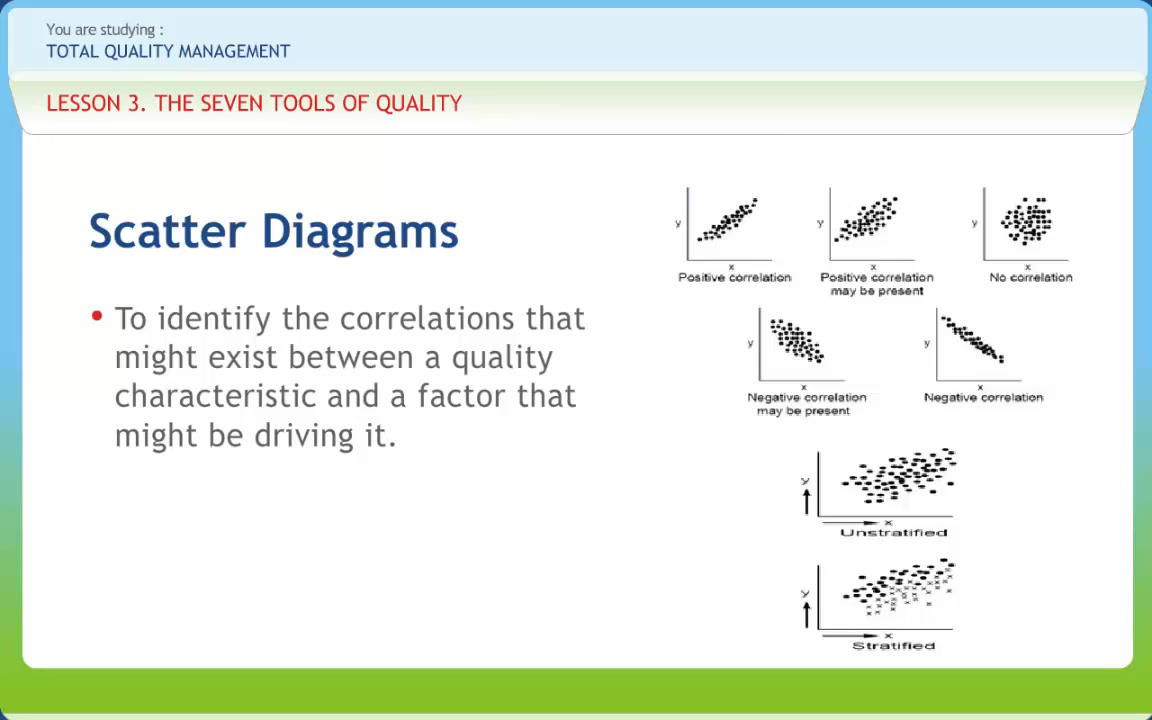 You are studying :
TOTAL QUALITY MANAGEMENT
LESSON 3. THE SEVEN TOOLS OF QUALITY
Scatter Diagrams
• To identify the correlations that
might exist between a quality
characteristic and a factor that
might be driving it.
y
x
Positive correlation
y
x
Positive correlation
may be present
y
x
No correlation
y
x
Negative correlation
may be present
y
x
Negative correlation
y
x
Unstratified
y
x
Stratified